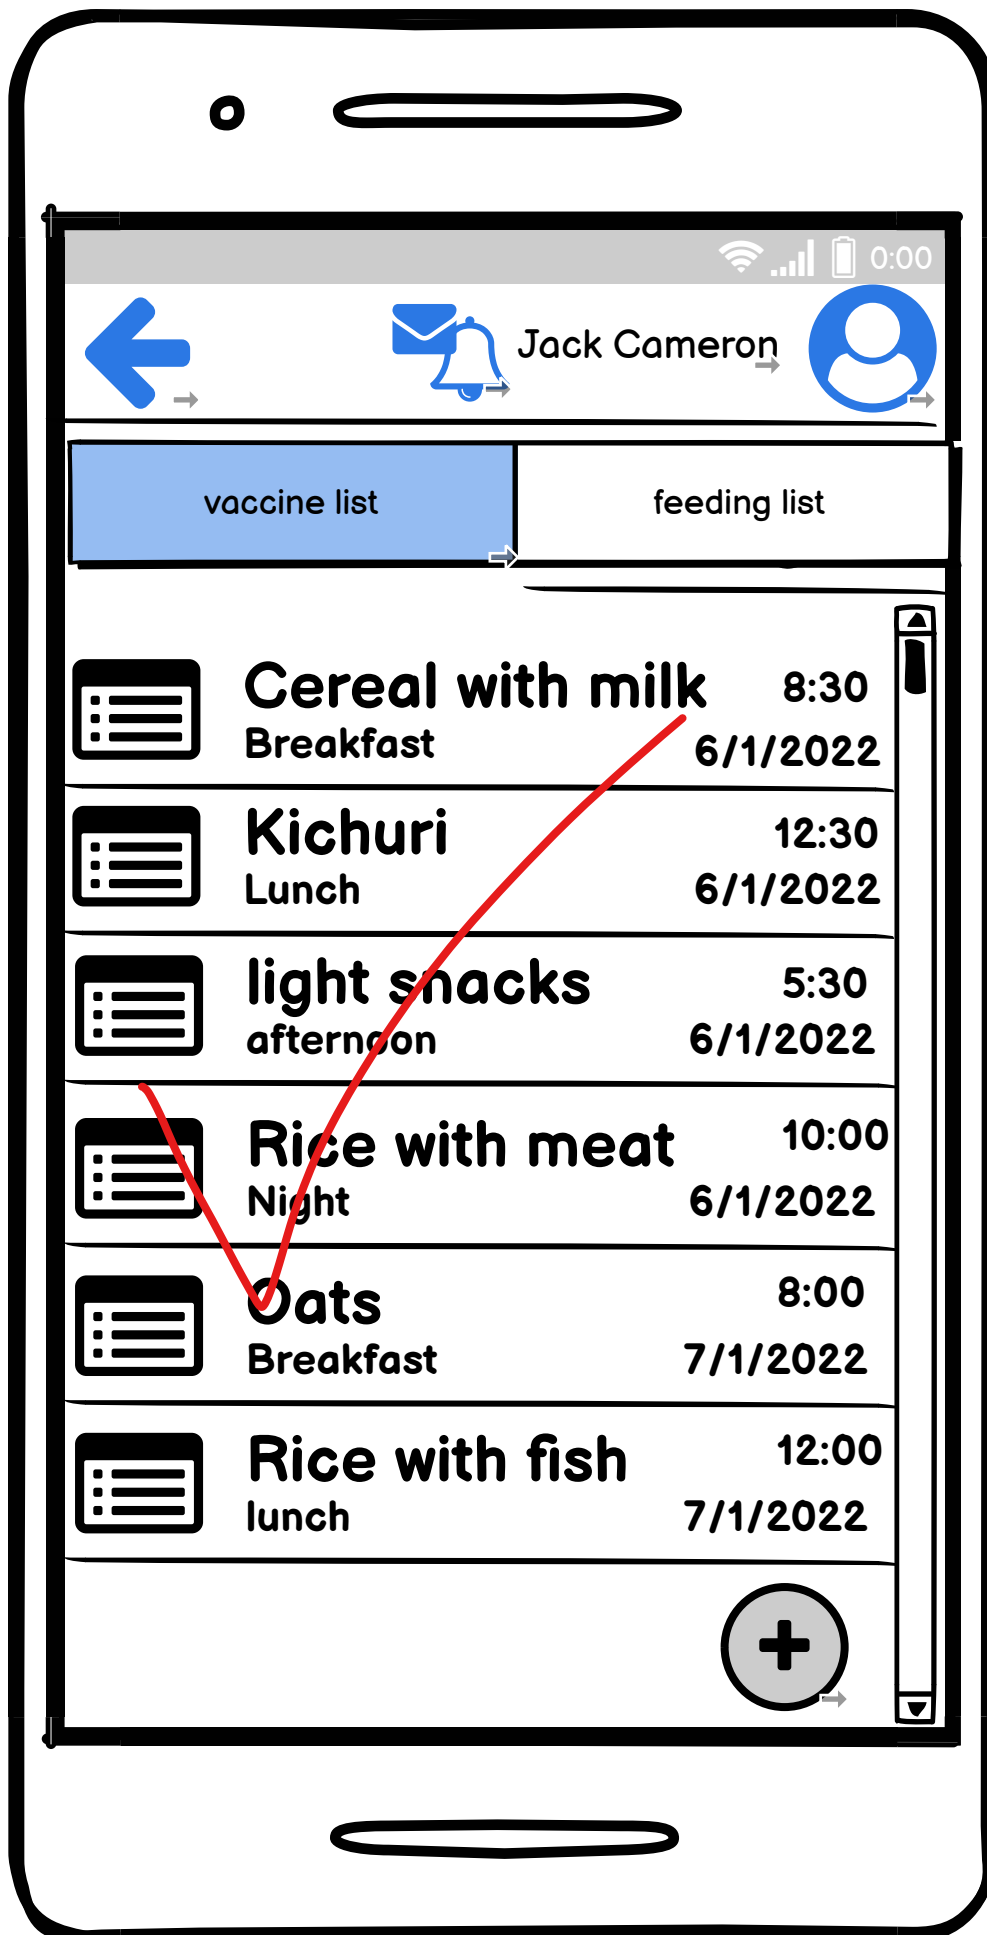 0:00
Jack Cameron
vaccine list
feeding list
Cereal with milk 8:30
Breakfast 6/1/2022
Kichuri 12:30
Lunch 6/1/2022
light snacks 5:30
afternoon 6/1/2022
Rice with meat 10:00
Night 6/1/2022
Oats 8:00
Breakfast 7/1/2022
Rice with fish 12:00
lunch 7/1/2022